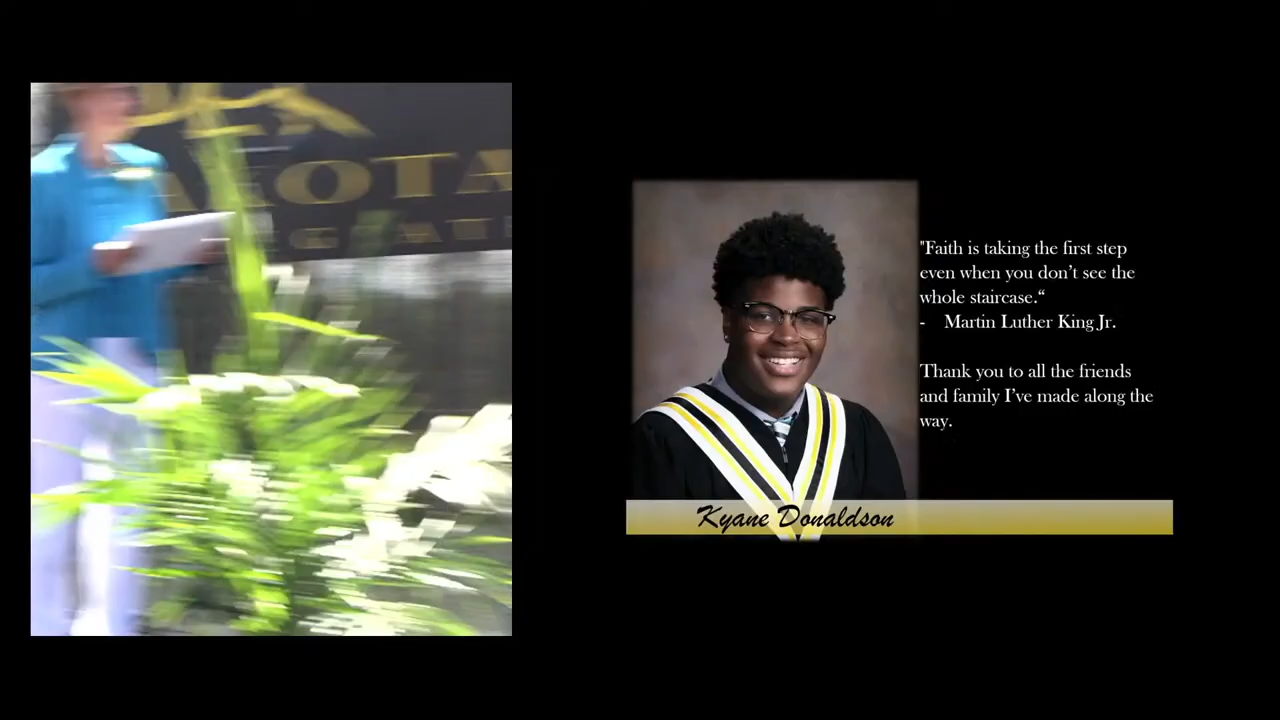 KOTA
"Faith is taking the first step
even when you don’t see the
whole staircase.“
- Martin Luther King Jr.
Thank you to all the friends
and family I’ve made along the
way.
Kyane Donaldson